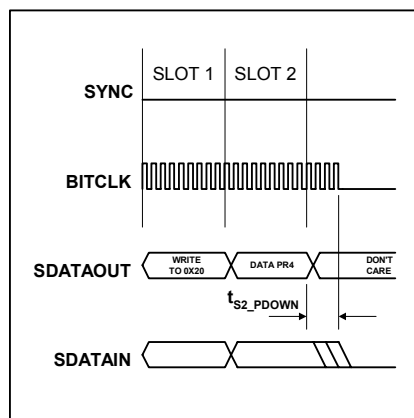 SLOT 1 SLOT 2
SYNC
BITCLK
SDATAOUT
WRITE
TO 0X20
DATA PR4
DON'T
CARE
tS2_PDOWN
SDATAIN